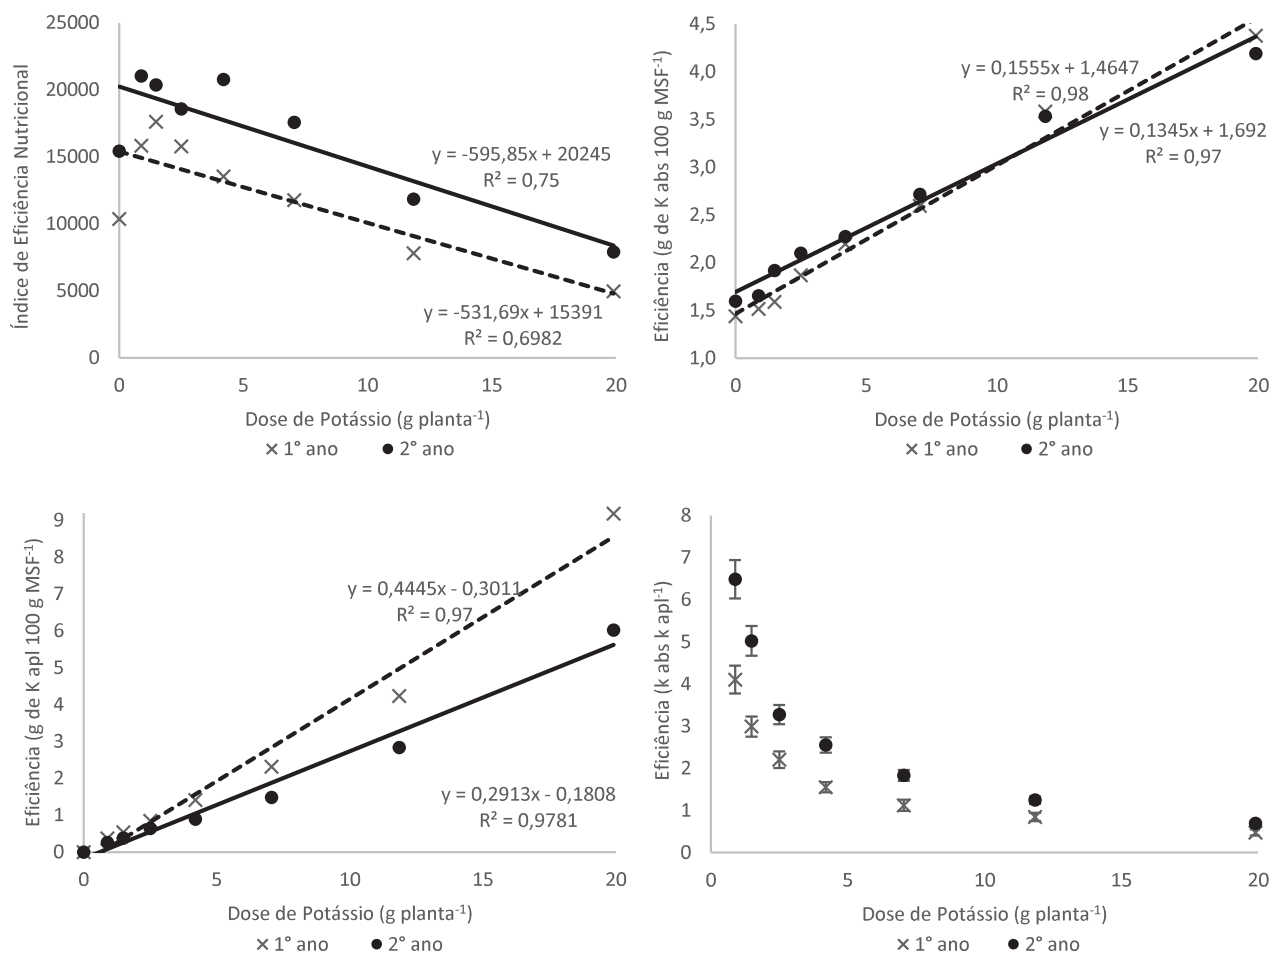 25000
20000
15000
10000
5000
0
Índice de Eficiência Nutricional
y = -595,85x + 20245
R² = 0,75
y = -531,69x + 15391
R² = 0,6982
0 5 10 15 20
Dose de Potássio (g planta⁻¹)
1° ano 2° ano
4,5
4,0
3,5
3,0
2,5
2,0
1,5
1,0
Eficiência (g de K abs 100 g MSF⁻¹)
y = 0,1555x + 1,4647
R² = 0,98
y = 0,1345x + 1,692
R² = 0,97
0 5 10 15 20
Dose de Potássio (g planta⁻¹)
1° ano 2° ano
9
8
7
6
5
4
3
2
1
0
Eficiência (g de K apl 100 g MSF⁻¹)
y = 0,4445x - 0,3011
R² = 0,97
y = 0,2913x - 0,1808
R² = 0,9781
0 5 10 15 20
Dose de Potássio (g planta⁻¹)
1° ano 2° ano
8
7
6
5
4
3
2
1
0
Eficiência (k abs k apl⁻¹)
0 5 10 15 20
Dose de Potássio (g planta⁻¹)
1° ano 2° ano